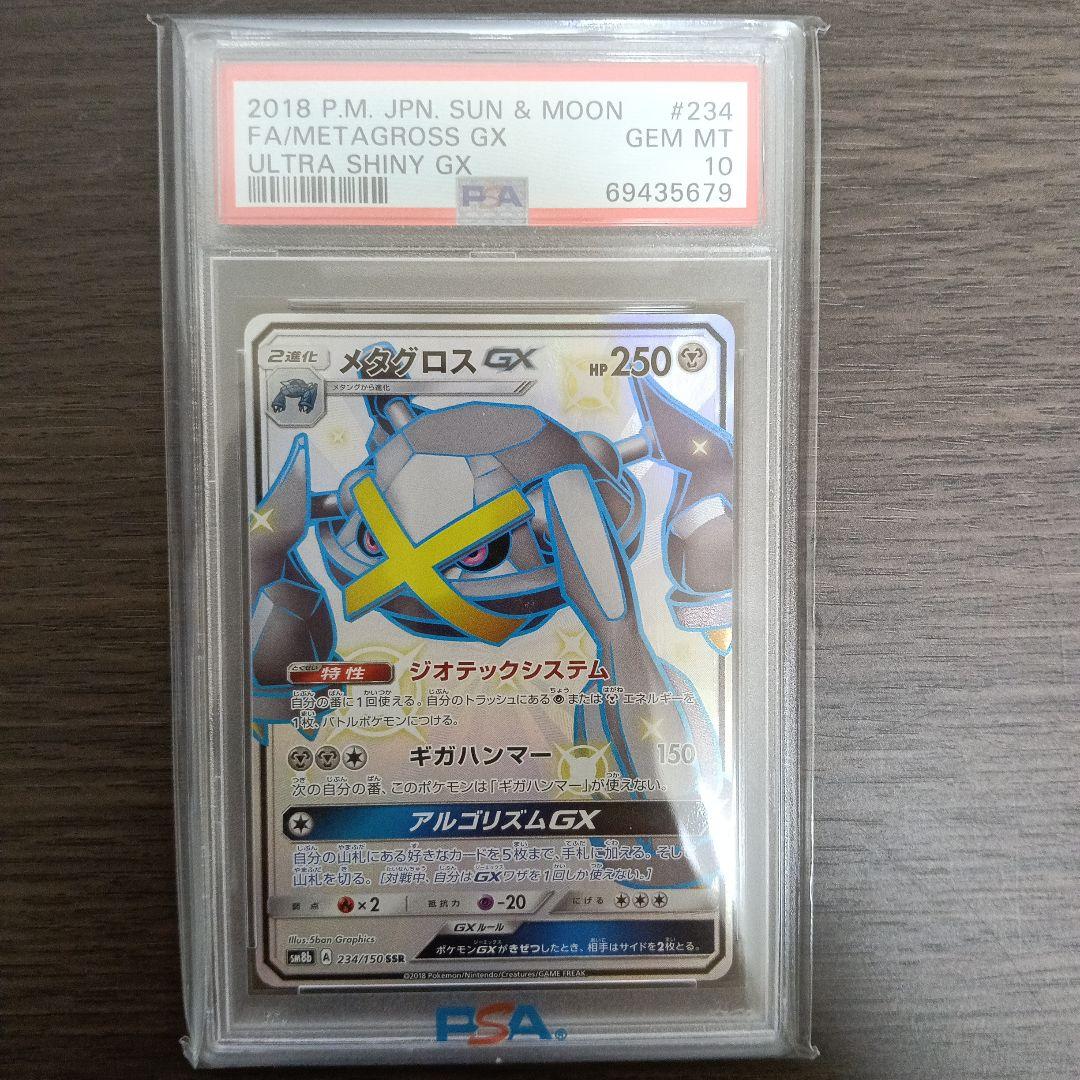 2018 P.M. JPN. SUN & MOON #234
FA/METAGROSS GX GEM MT
ULTRA SHINY GX 10
PSA 69435679
2進化 メタグロスGX HP250
メタングから進化
とくせい 特性 ジオテックシステム
自分の番に1回使える。自分のトラッシュにある または エネルギーを
1枚、バトルポケモンにつける。
ギガハンマー 150
次の自分の番、このポケモンは「ギガハンマー」が使えない。
アルゴリズムGX
自分の山札にある好きなカードを5枚まで、手札に加える。そし
山札を切る。[対戦中、自分はGXワザを1回しか使えない。]
弱点 ×2 抵抗力 -20 にげる
GXルール
ポケモンGXがきぜつしたとき、相手はサイドを2枚とる。
Illus.5ban Graphics
sm8b A 234/150 SSR
©2018 Pokémon/Nintendo/Creatures/GAME FREAK
PSA®